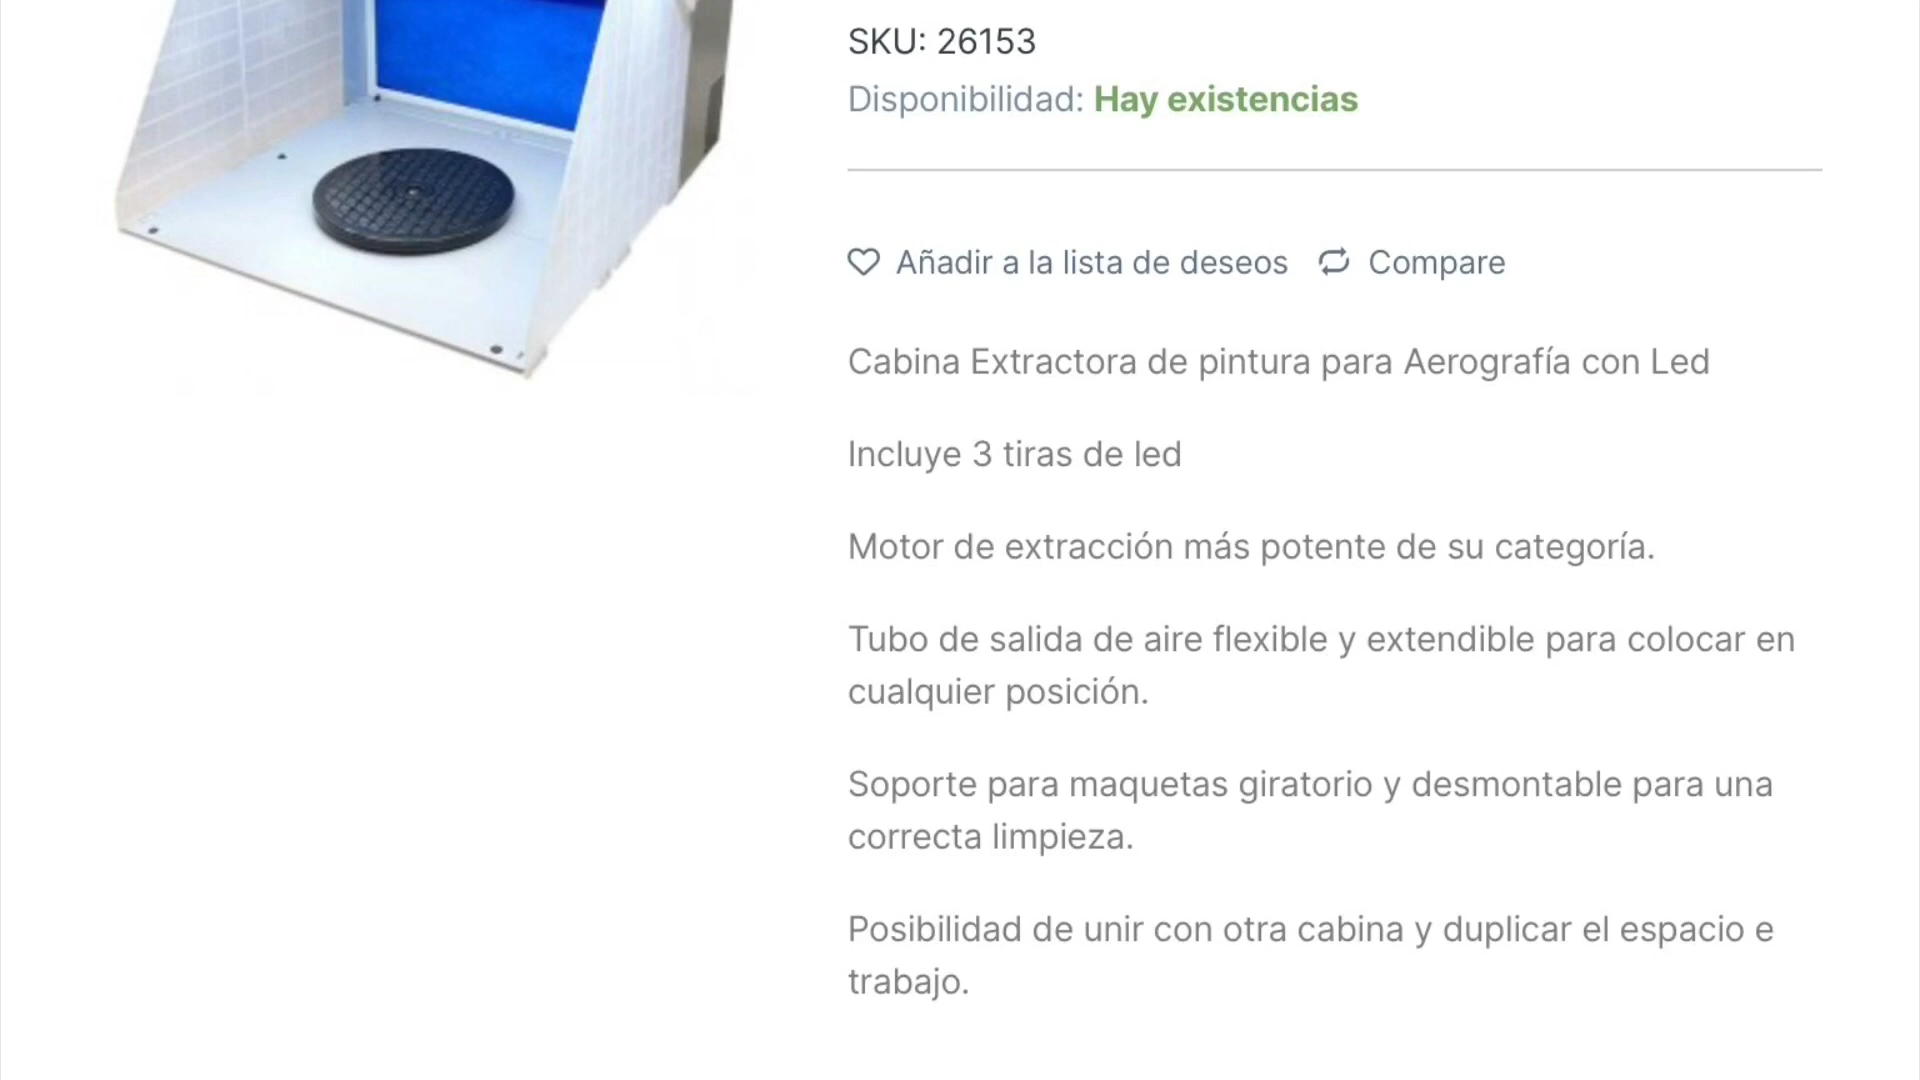 SKU: 26153
Disponibilidad: Hay existencias
Añadir a la lista de deseos Compare
Cabina Extractora de pintura para Aerografía con Led
Incluye 3 tiras de led
Motor de extracción más potente de su categoría.
Tubo de salida de aire flexible y extendible para colocar en
cualquier posición.
Soporte para maquetas giratorio y desmontable para una
correcta limpieza.
Posibilidad de unir con otra cabina y duplicar el espacio e
trabajo.